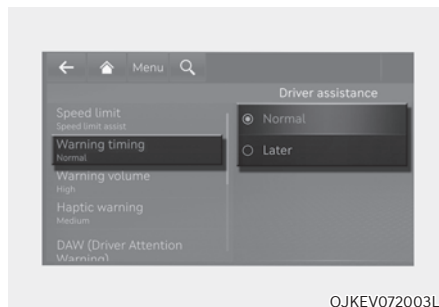 Menu
Driver assistance
Speed limit
Speed limit assist
Warning timing
Normal
Warning volume
High
Haptic warning
Medium
DAW (Driver Attention
Warning)
Normal
Later
OJKEV072003L